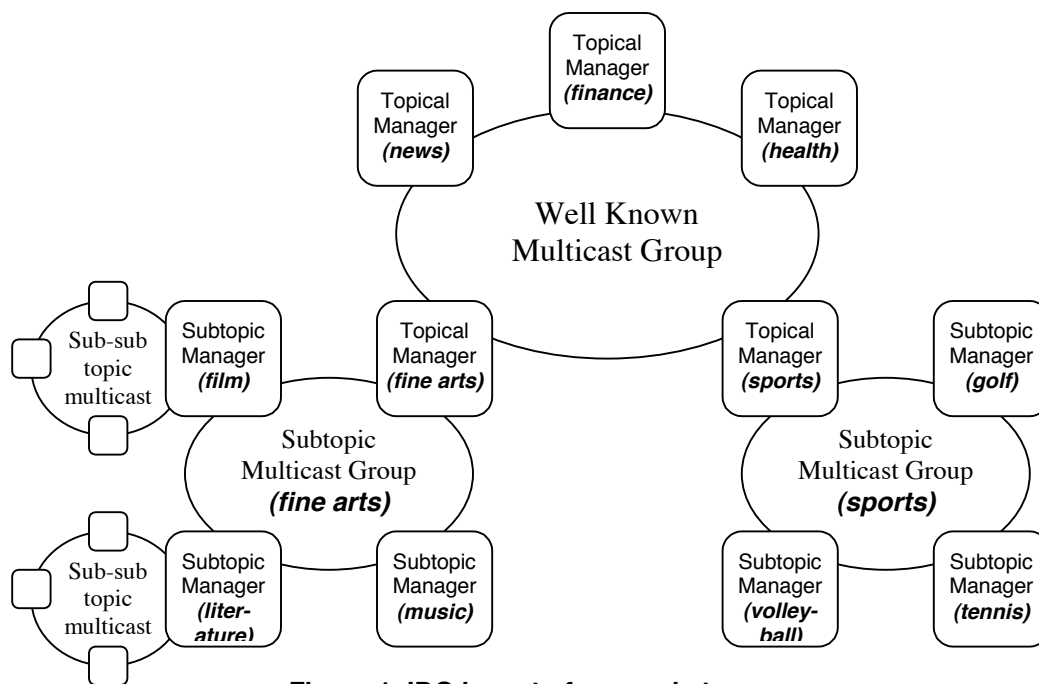 Topical
Manager
(finance)
Topical
Manager
(news)
Topical
Manager
(health)
Well Known
Multicast Group
Sub-sub
topic
multicast
Subtopic
Manager
(film)
Topical
Manager
(fine arts)
Topical
Manager
(sports)
Subtopic
Manager
(golf)
Subtopic
Multicast Group
(fine arts)
Subtopic
Multicast Group
(sports)
Sub-sub
topic
multicast
Subtopic
Manager
(liter-
ature)
Subtopic
Manager
(music)
Subtopic
Manager
(volley-
ball)
Subtopic
Manager
(tennis)
Figure